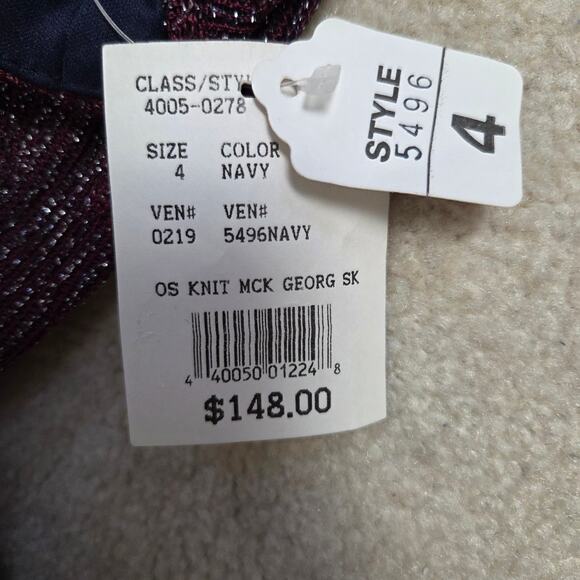 CLASS/STY
4005-0278
SIZE COLOR
4 NAVY
VEN# VEN#
0219 5496NAVY
OS KNIT MCK GEORG SK
4 40050 01224 8
$148.00
STYLE
5496
4